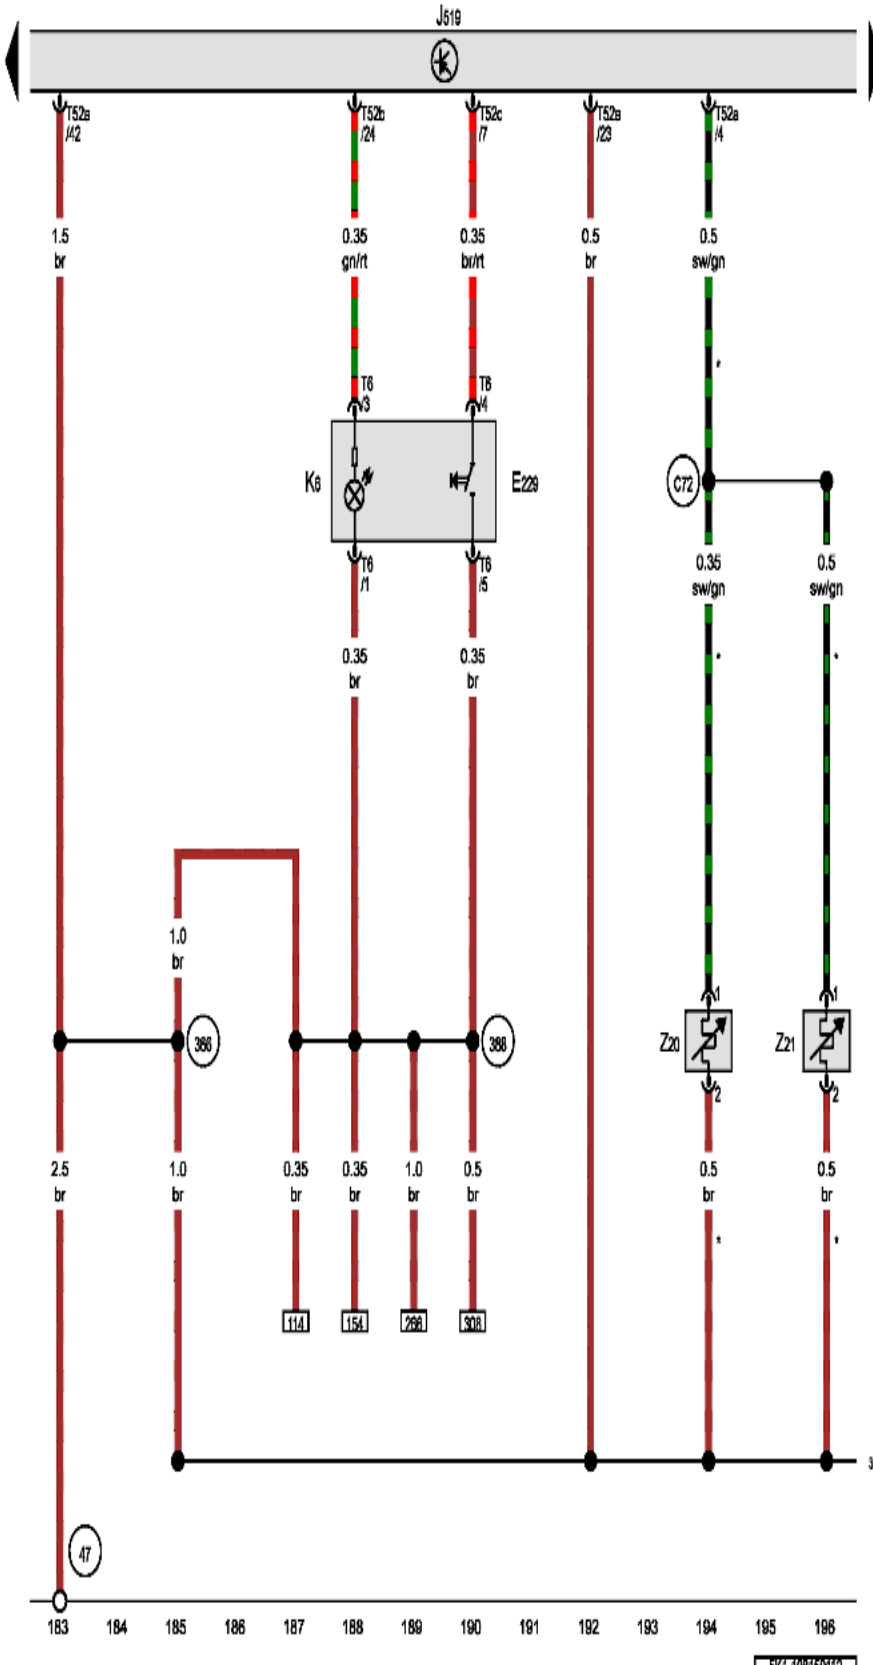 J519
T52a T52b T52c T52a T52a
/42 /24 /7 /23 /4
1.5 0.35 0.35 0.5 0.5
br gn/rt br/rt br sw/gn
*
T6 T6
/3 /4
K6 E229 C72
T6 T6
/1 /5
0.35 0.5
sw/gn sw/gn
0.35 0.35
br br
* *
1.0
br
1 1
366 388 Z20 Z21
2 2
2.5 1.0 0.35 0.35 1.0 0.5 0.5 0.5
br br br br br br br br
* *
114 154 266 308
47
183 184 185 186 187 188 189 190 191 192 193 194 195 196